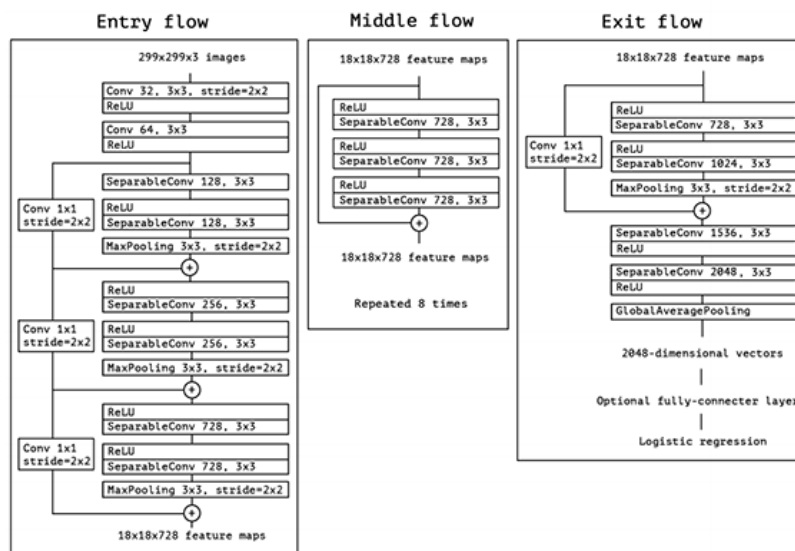 Entry flow
299x299x3 images
Conv 32, 3x3, stride=2x2
ReLU
Conv 64, 3x3
ReLU
SeparableConv 128, 3x3
Conv 1x1
stride=2x2
ReLU
SeparableConv 128, 3x3
MaxPooling 3x3, stride=2x2
+
ReLU
SeparableConv 256, 3x3
Conv 1x1
stride=2x2
ReLU
SeparableConv 256, 3x3
MaxPooling 3x3, stride=2x2
+
ReLU
SeparableConv 728, 3x3
Conv 1x1
stride=2x2
ReLU
SeparableConv 728, 3x3
MaxPooling 3x3, stride=2x2
+
18x18x728 feature maps
Middle flow
18x18x728 feature maps
ReLU
SeparableConv 728, 3x3
ReLU
SeparableConv 728, 3x3
ReLU
SeparableConv 728, 3x3
+
18x18x728 feature maps
Repeated 8 times
Exit flow
18x18x728 feature maps
ReLU
SeparableConv 728, 3x3
Conv 1x1
stride=2x2
ReLU
SeparableConv 1024, 3x3
MaxPooling 3x3, stride=2x2
+
SeparableConv 1536, 3x3
ReLU
SeparableConv 2048, 3x3
ReLU
GlobalAveragePooling
2048-dimensional vectors
Optional fully-connecter layer
Logistic regression